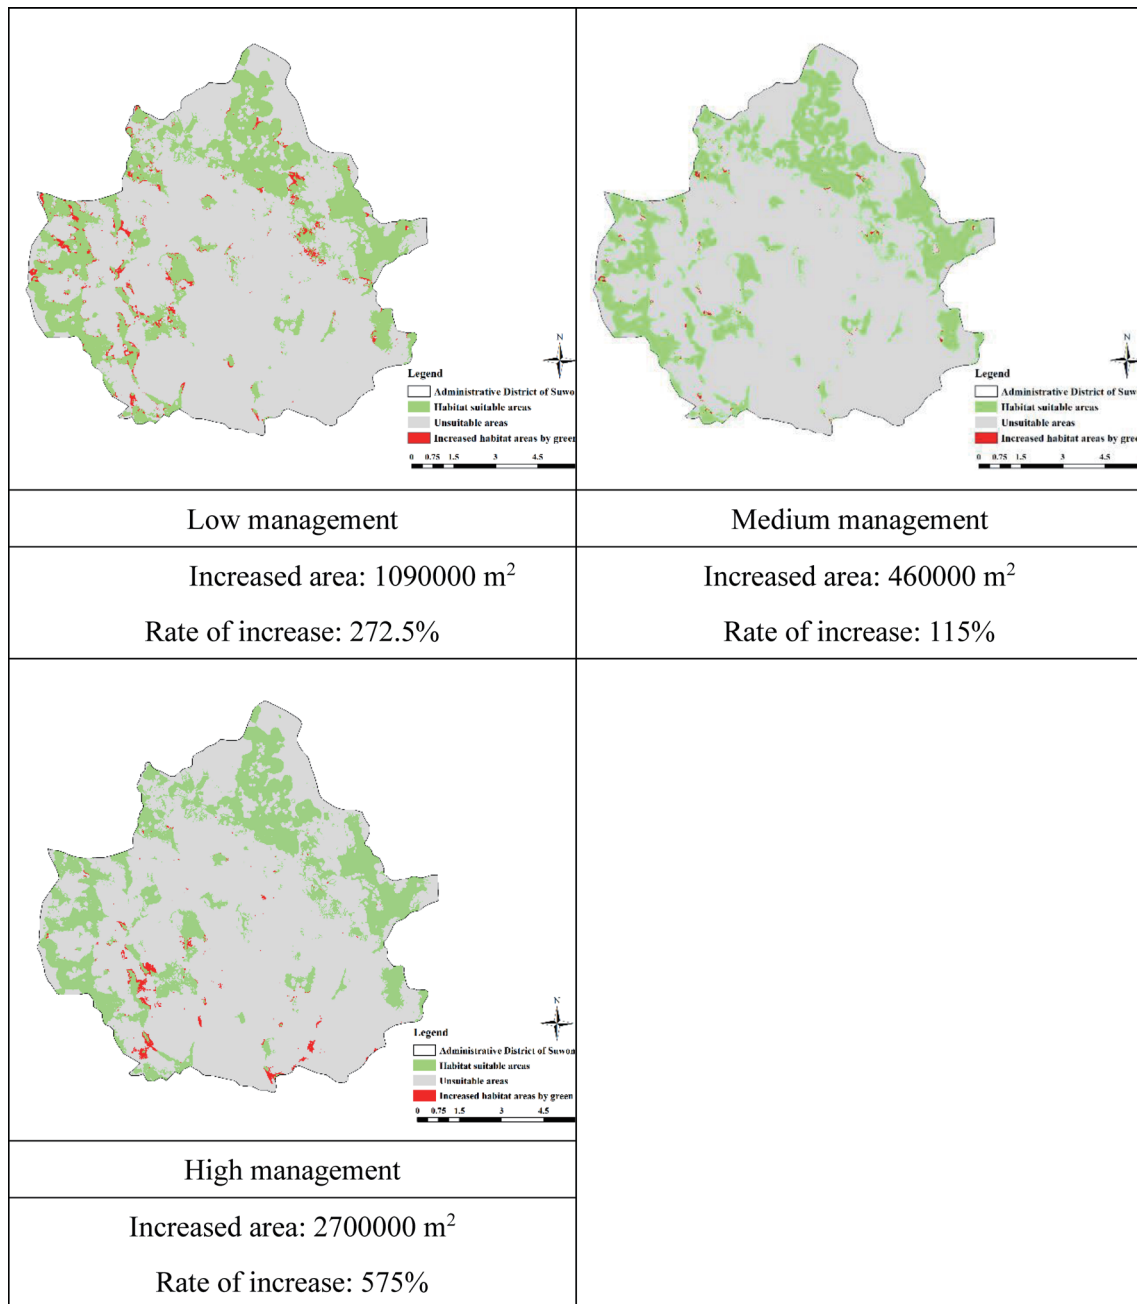 N
Legend
Administrative District of Suwo
Habitat suitable areas
Unsuitable areas
Increased habitat areas by green
0 0.75 1.5 3 4.5
N
Legend
Administrative District of Suw
Habitat suitable areas
Unsuitable areas
Increased habitat areas by gree
0 0.75 1.5 3 4.5
Low management
Medium management
Increased area: 1090000 m²
Rate of increase: 272.5%
Increased area: 460000 m²
Rate of increase: 115%
N
Legend
Administrative District of Suwon
Habitat suitable areas
Unsuitable areas
Increased habitat areas by green
0 0.75 1.5 3 4.5
High management
Increased area: 2700000 m²
Rate of increase: 575%